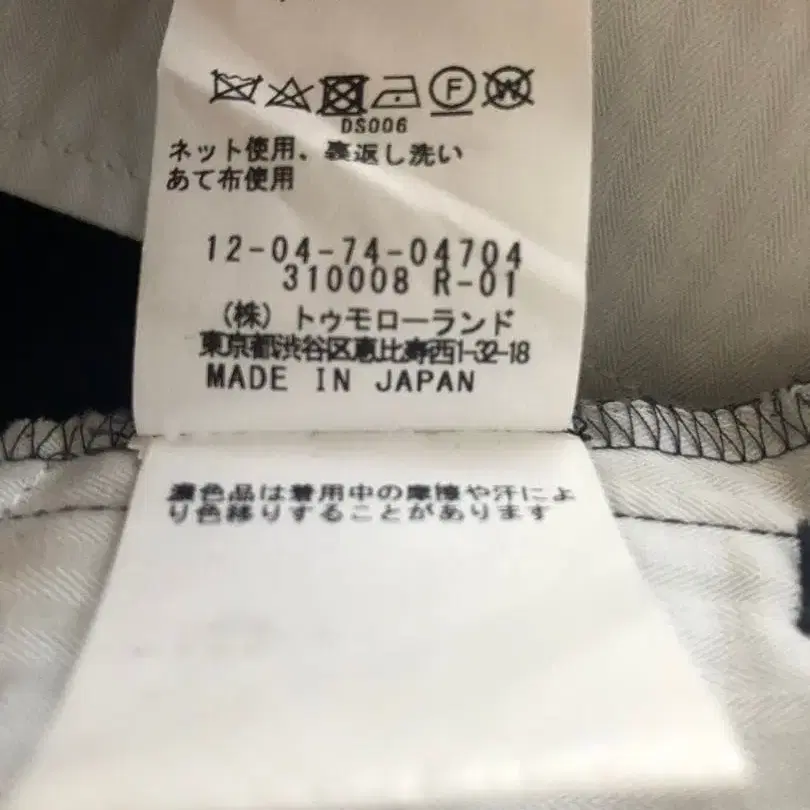 F W
DS006
ネット使用、裏返し洗い
あて布使用
12-04-74-04704
310008 R-01
(株) トゥモローランド
東京都渋谷区恵比寿西1-32-18
MADE IN JAPAN
濃色品は着用中の摩擦や汗によ
り色移りすることがあります